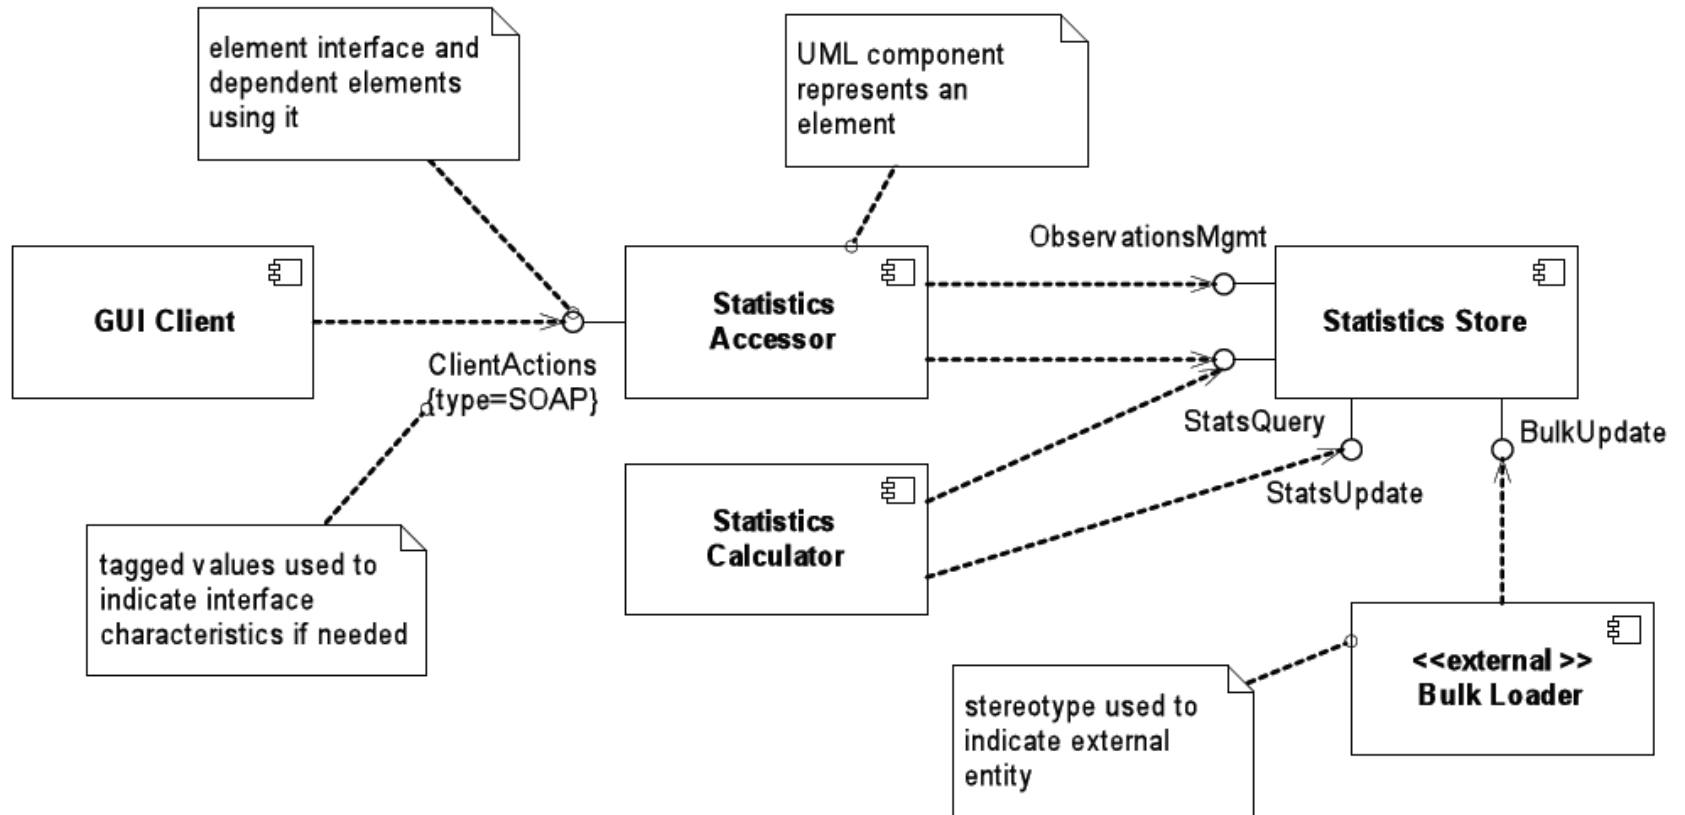 element interface and
dependent elements
using it
UML component
represents an
element
ObservationsMgmt
GUI Client
Statistics
Accessor
Statistics Store
ClientActions
{type=SOAP}
StatsQuery
BulkUpdate
StatsUpdate
Statistics
Calculator
tagged values used to
indicate interface
characteristics if needed
<<external >>
Bulk Loader
stereotype used to
indicate external
entity